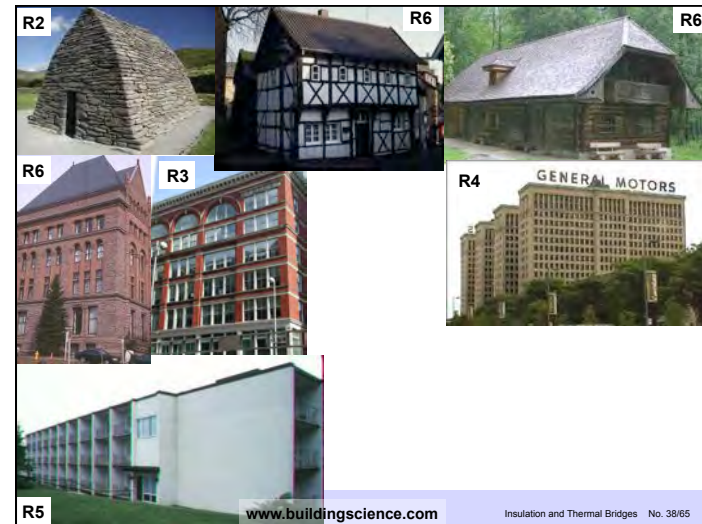 R2
R6
R6
R6
R3
R4
GENERAL MOTORS
R5
www.buildingscience.com
Insulation and Thermal Bridges No. 38/65